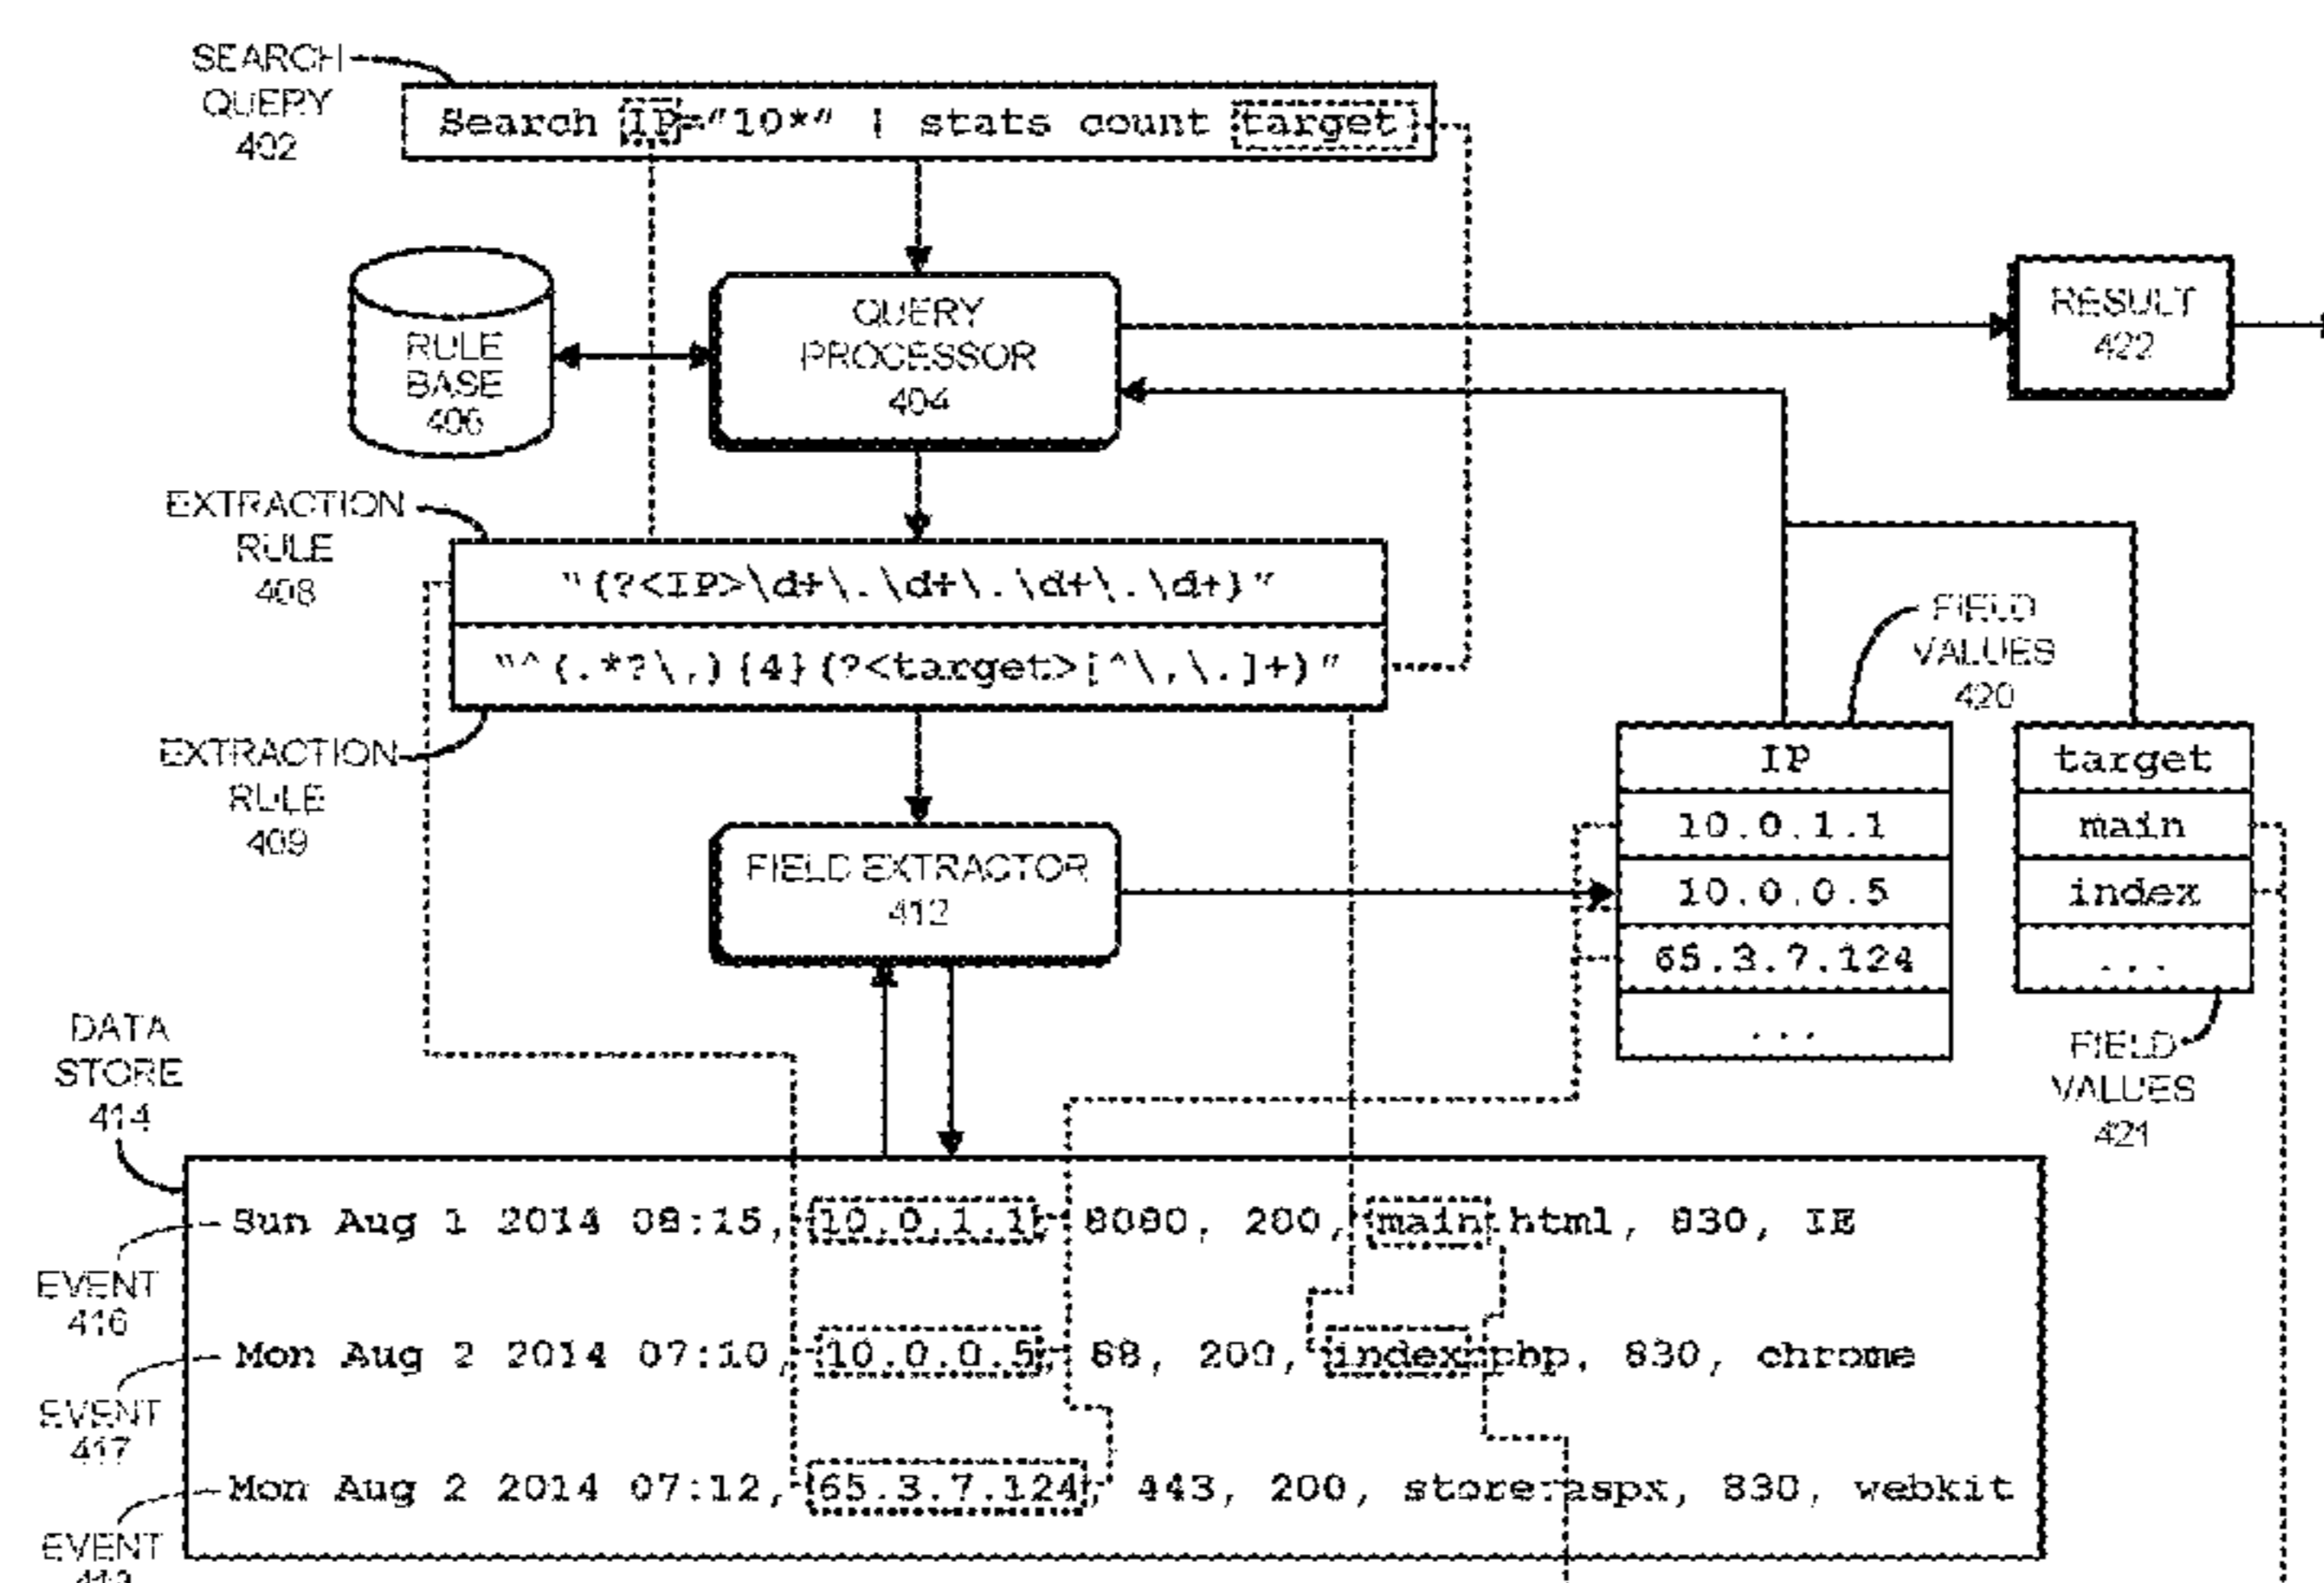 SEARCH
QUERY
402
Search IP="10*" | stats count target
RULE
BASE
406
QUERY
PROCESSOR
404
RESULT
422
EXTRACTION
RULE
408
"(?<IP>\d+\.\d+\.\d+\.\d+)"
"^(.*?\,){4}(?<target>[^\,\.]+)"
EXTRACTION
RULE
409
FIELD
VALUES
420
FIELD EXTRACTOR
412
IP
10.0.1.1
10.0.0.5
65.3.7.124
...
target
main
index
...
FIELD
VALUES
421
DATA
STORE
414
Sun Aug 1 2014 08:15, 10.0.1.1, 8080, 200, main.html, 830, IE
EVENT
416
Mon Aug 2 2014 07:10, 10.0.0.5, 88, 200, index.php, 830, chrome
EVENT
417
Mon Aug 2 2014 07:12, 65.3.7.124, 443, 200, store.aspx, 830, webkit
EVENT